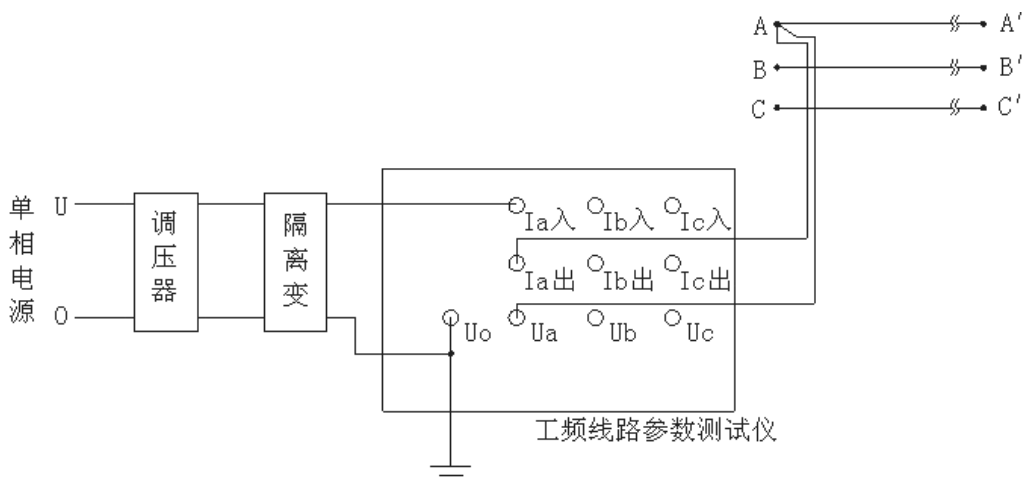 A A′
B B′
C C′
单相电源
U
O
调压器
隔离变
Ia入 Ib入 Ic入
Ia出 Ib出 Ic出
Uo Ua Ub Uc
工频线路参数测试仪